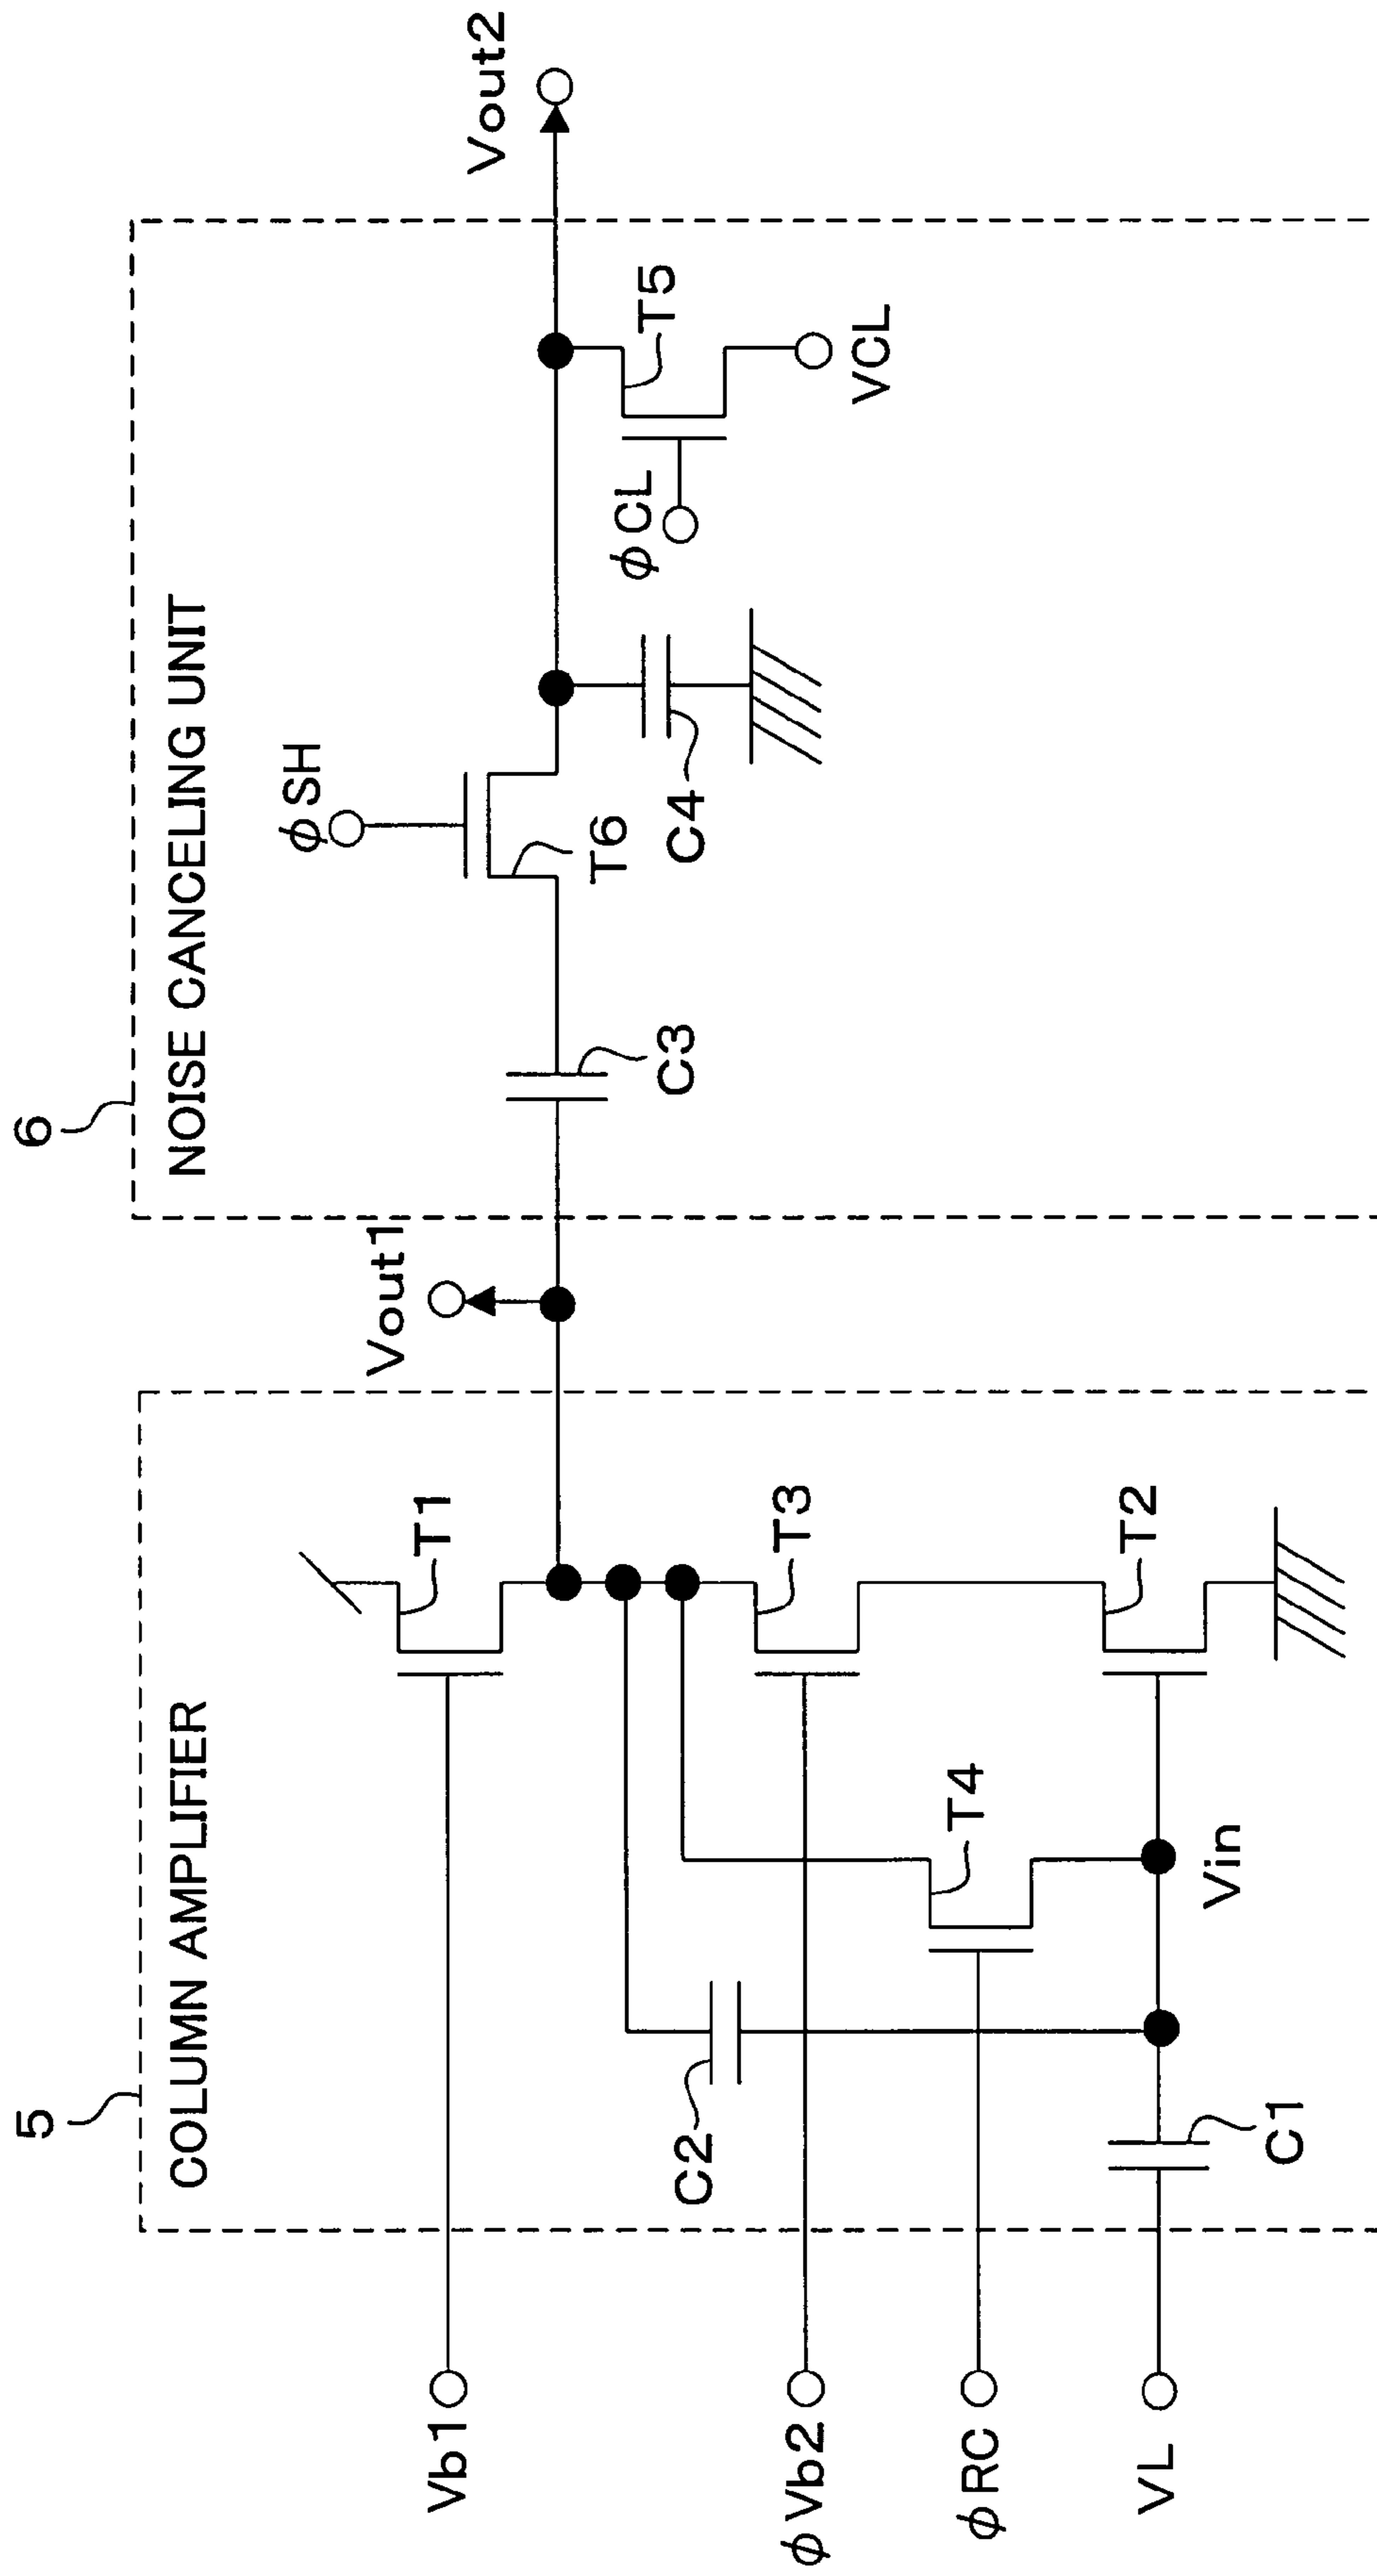 5
COLUMN AMPLIFIER
6
NOISE CANCELING UNIT
Vb1
T1
Vout1
φSH
Vout2
T6
C3
C4
φCL
T5
VCL
C2
φVb2
T3
T4
φRC
T2
Vin
VL
C1